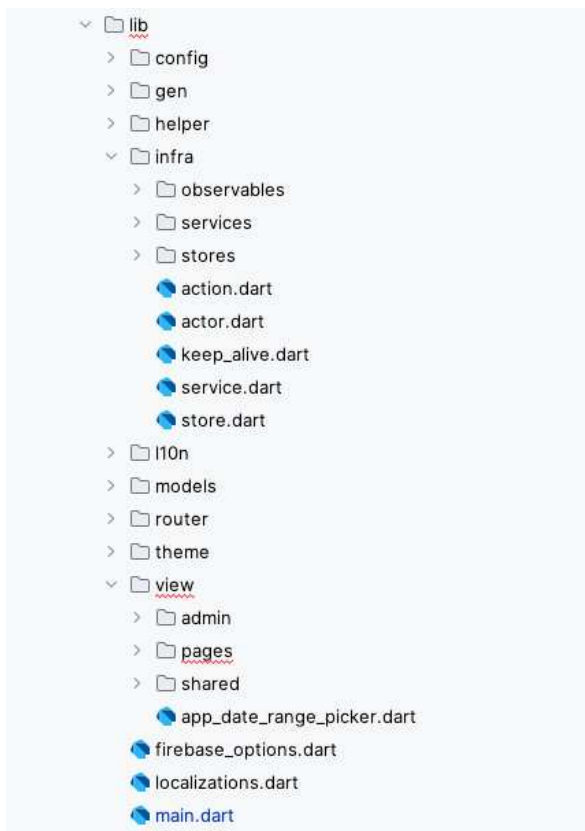 lib
config
gen
helper
infra
observables
services
stores
action.dart
actor.dart
keep_alive.dart
service.dart
store.dart
l10n
models
router
theme
view
admin
pages
shared
app_date_range_picker.dart
firebase_options.dart
localizations.dart
main.dart